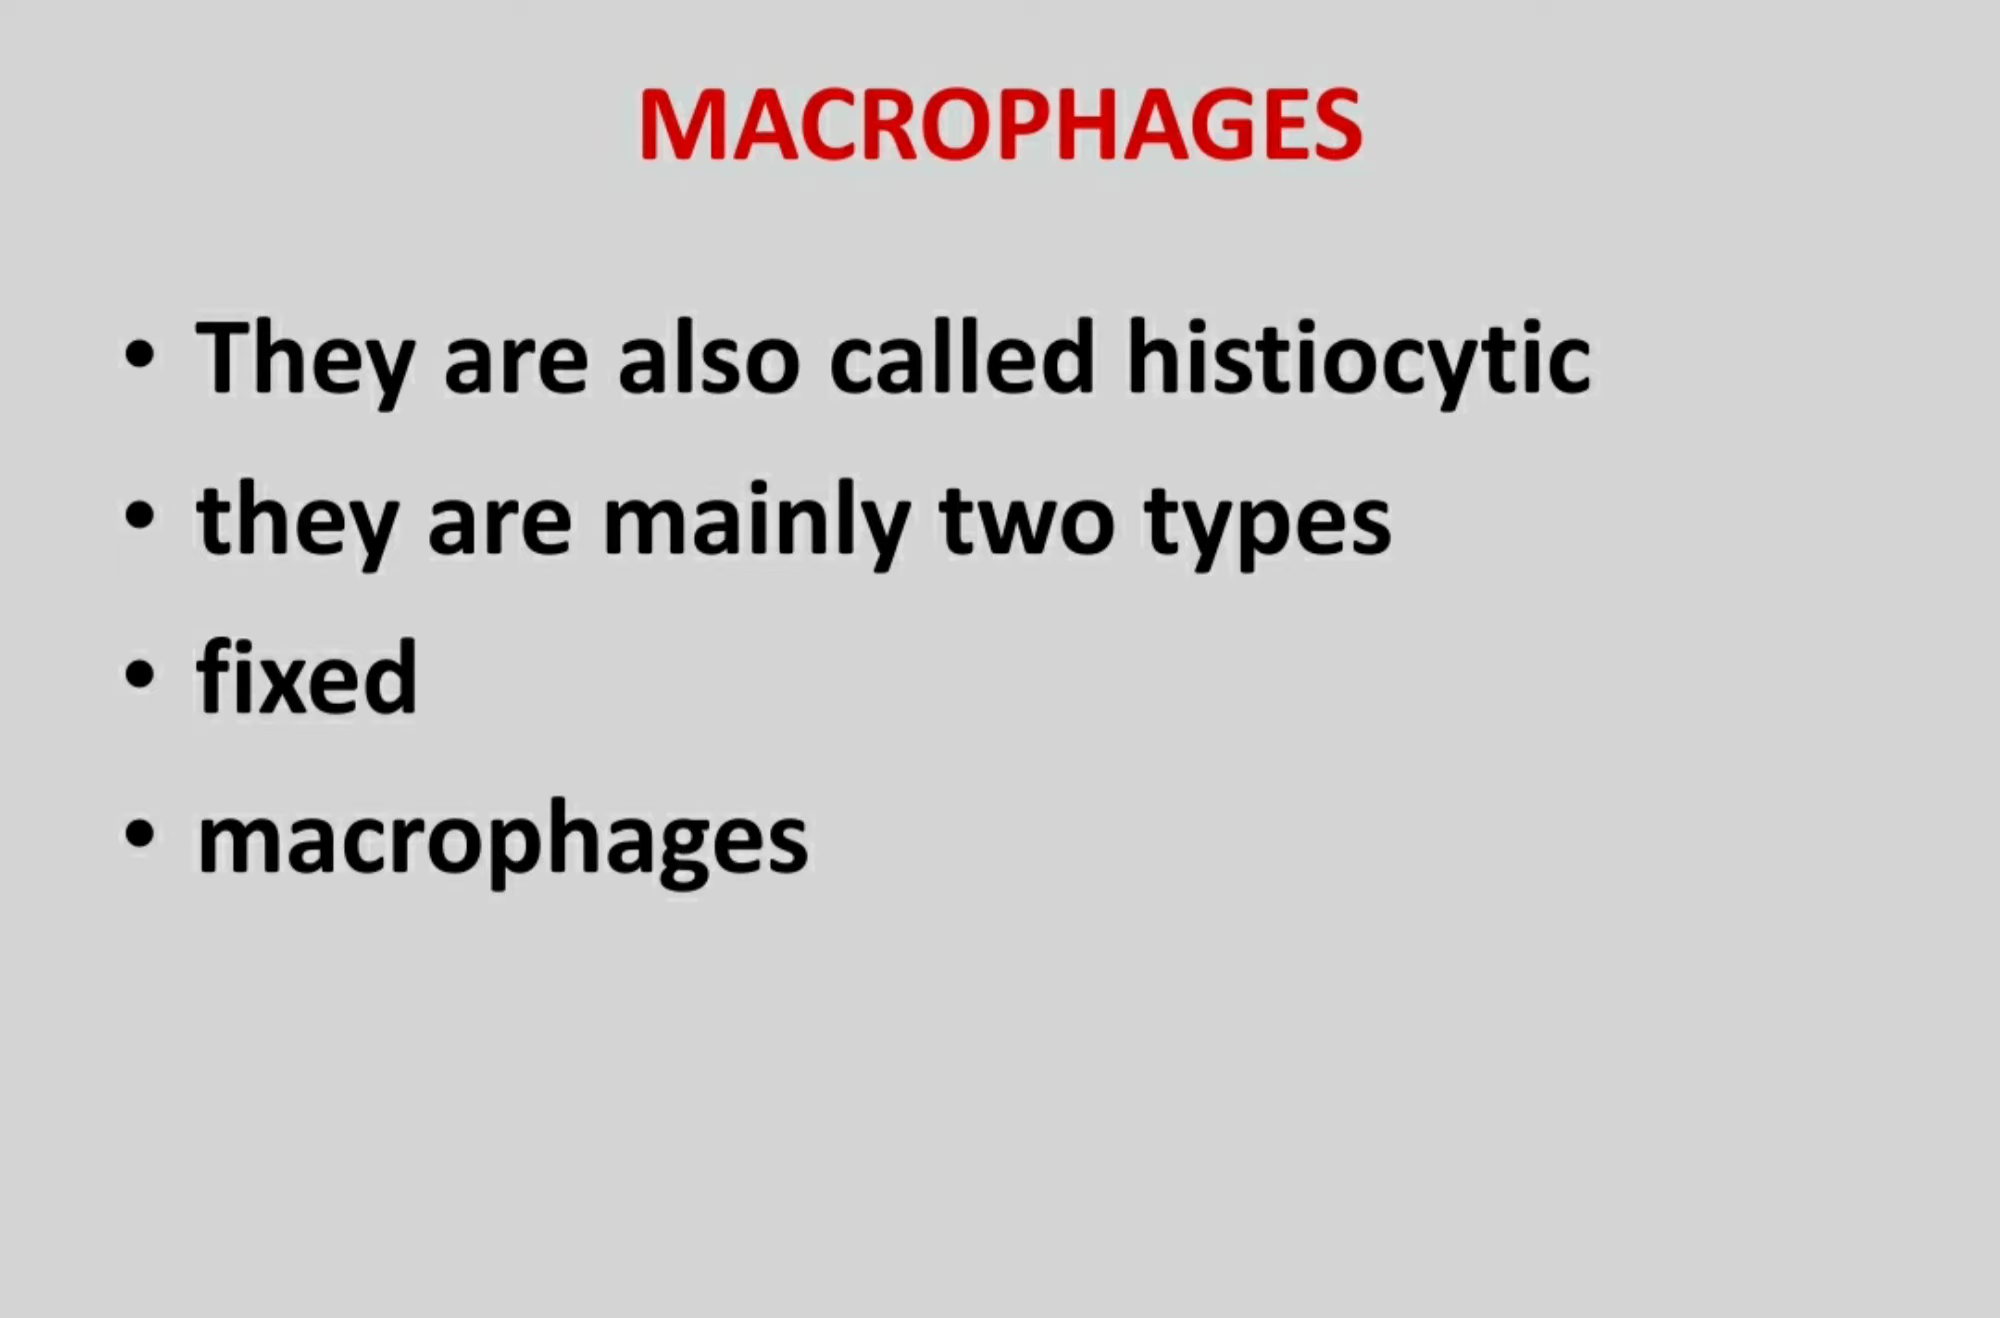 MACROPHAGES
• They are also called histiocytic
• they are mainly two types
• fixed
• macrophages